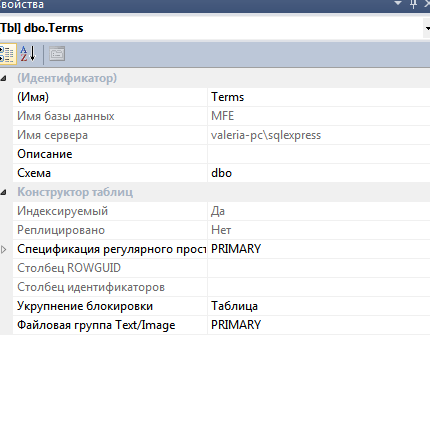 Свойства
[Tbl] dbo.Terms
(Идентификатор)
(Имя) Terms
Имя базы данных MFE
Имя сервера valeria-pc\sqlexpress
Описание
Схема dbo
Конструктор таблиц
Индексируемый Да
Реплицировано Нет
Спецификация регулярного прост PRIMARY
Столбец ROWGUID
Столбец идентификаторов
Укрупнение блокировки Таблица
Файловая группа Text/Image PRIMARY